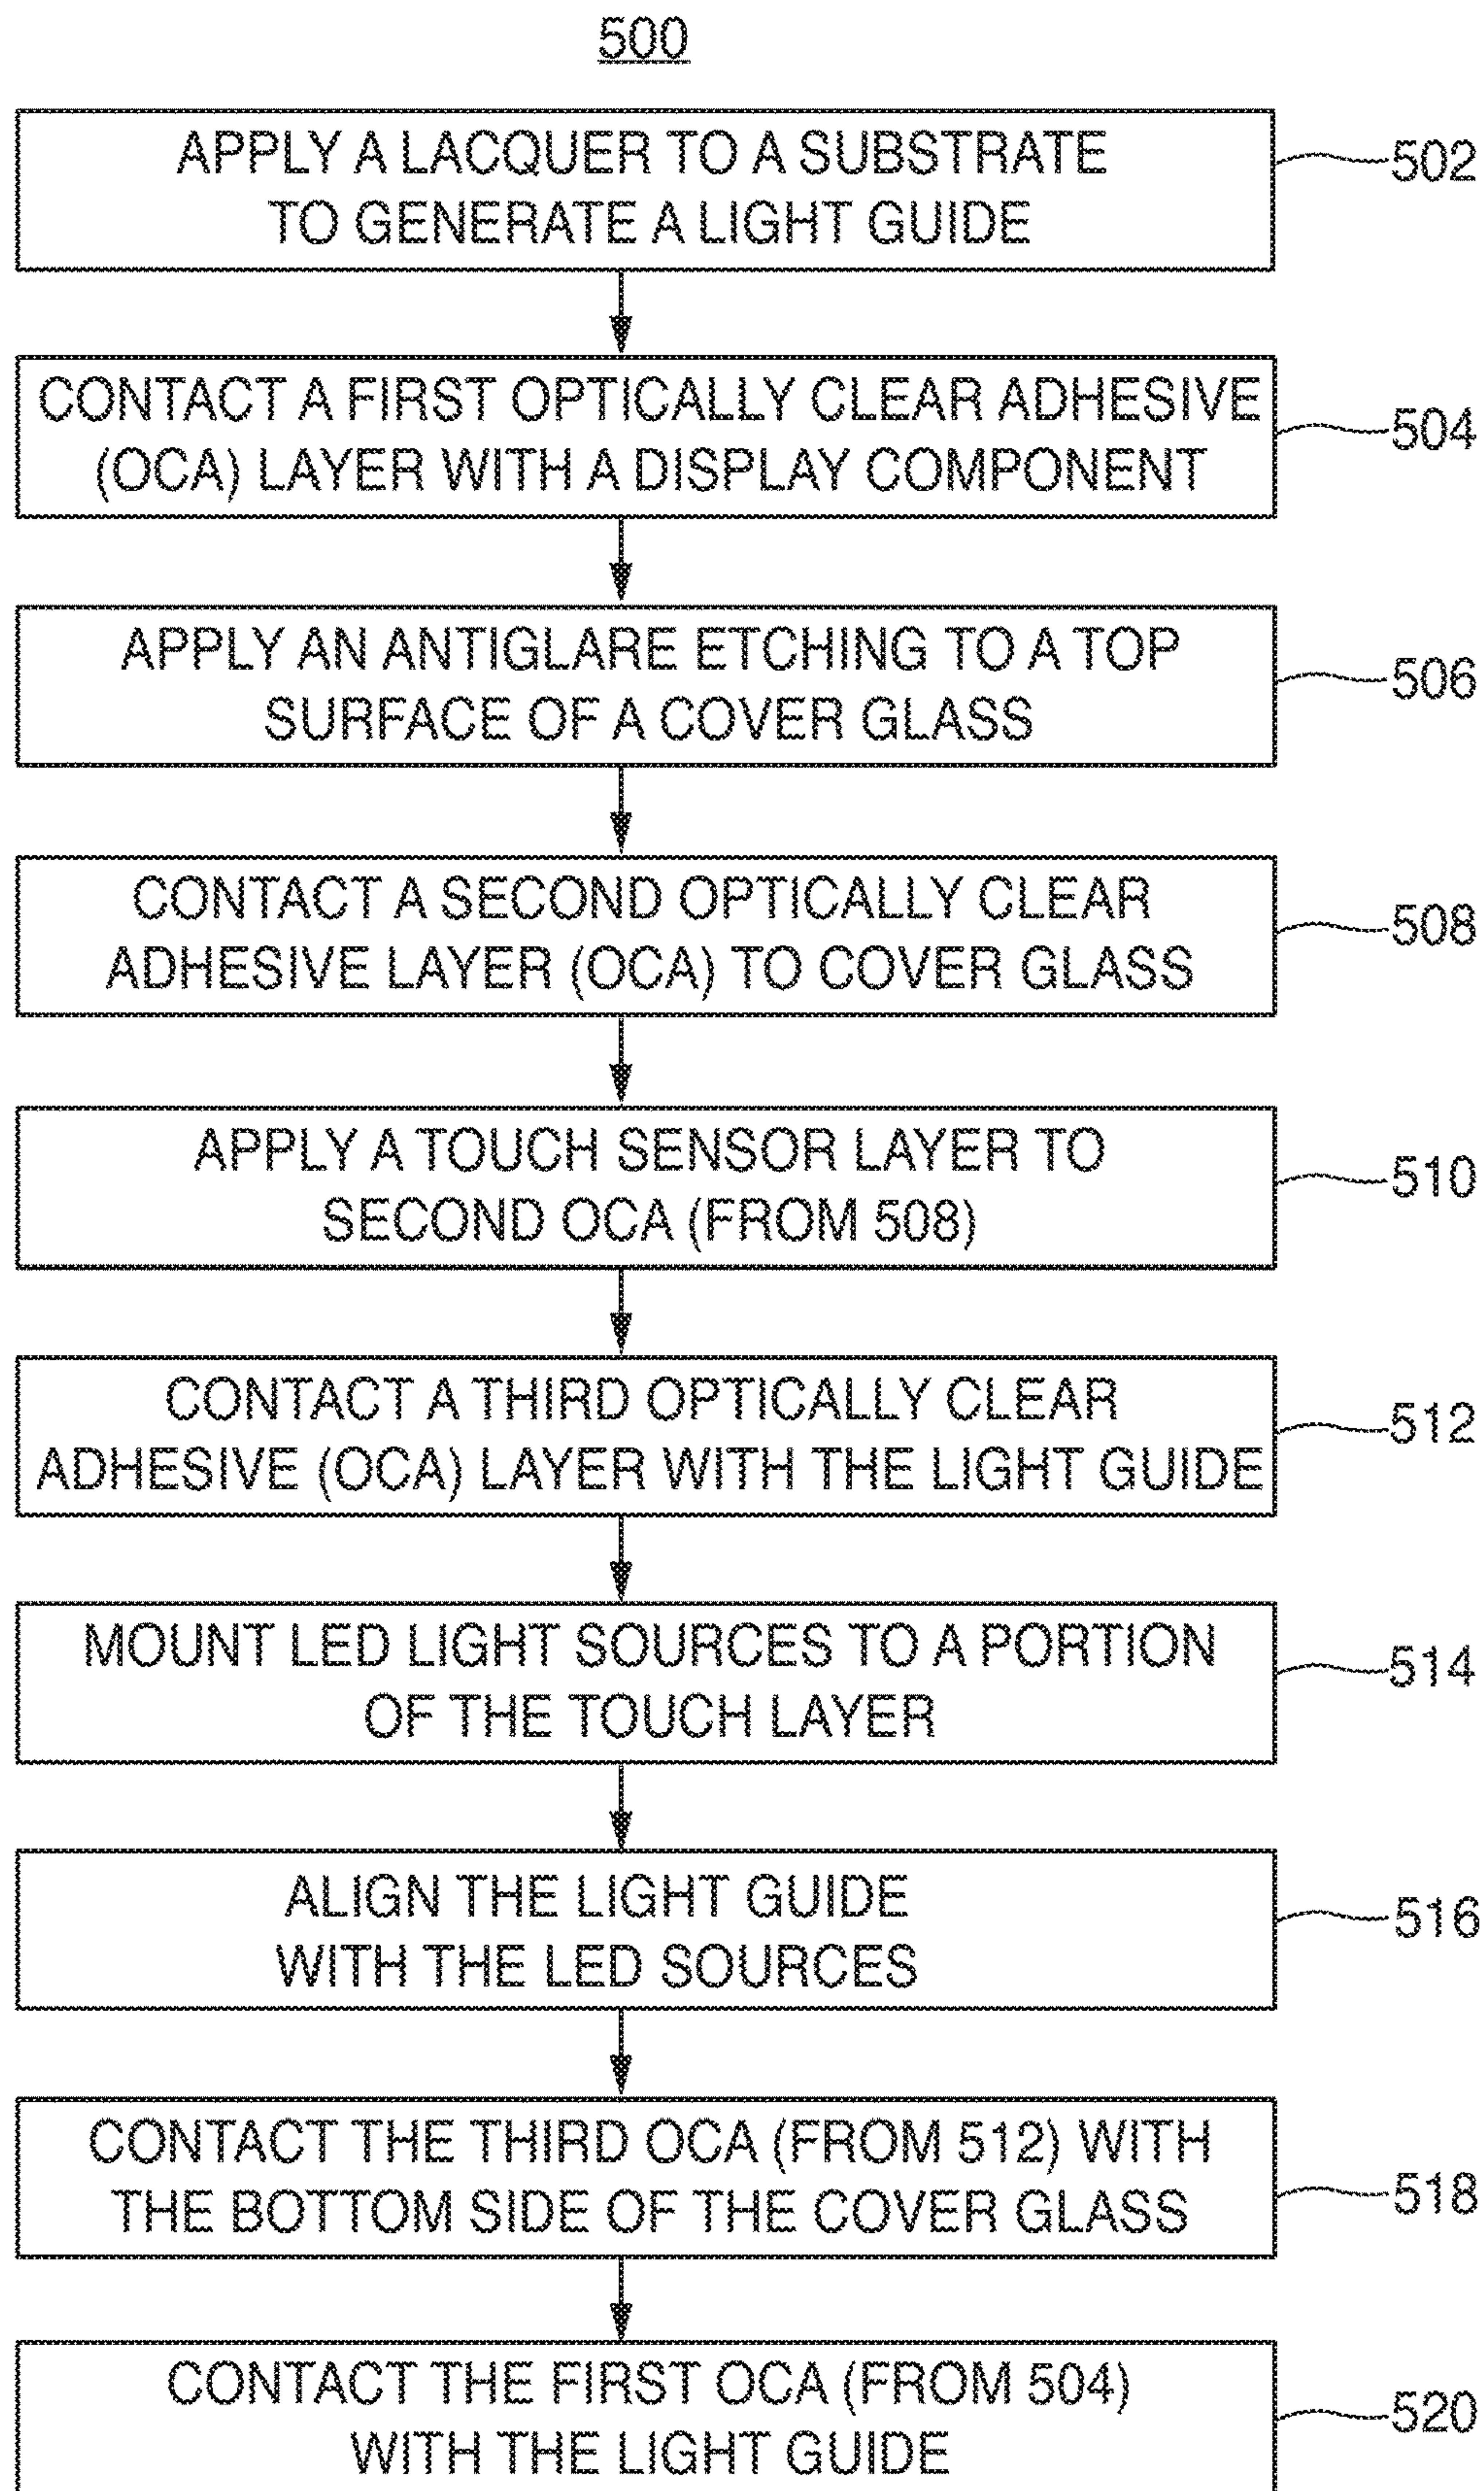 500
APPLY A LACQUER TO A SUBSTRATE
TO GENERATE A LIGHT GUIDE
502
CONTACT A FIRST OPTICALLY CLEAR ADHESIVE
(OCA) LAYER WITH A DISPLAY COMPONENT
504
APPLY AN ANTIGLARE ETCHING TO A TOP
SURFACE OF A COVER GLASS
506
CONTACT A SECOND OPTICALLY CLEAR
ADHESIVE LAYER (OCA) TO COVER GLASS
508
APPLY A TOUCH SENSOR LAYER TO
SECOND OCA (FROM 508)
510
CONTACT A THIRD OPTICALLY CLEAR
ADHESIVE (OCA) LAYER WITH THE LIGHT GUIDE
512
MOUNT LED LIGHT SOURCES TO A PORTION
OF THE TOUCH LAYER
514
ALIGN THE LIGHT GUIDE
WITH THE LED SOURCES
516
CONTACT THE THIRD OCA (FROM 512) WITH
THE BOTTOM SIDE OF THE COVER GLASS
518
CONTACT THE FIRST OCA (FROM 504)
WITH THE LIGHT GUIDE
520